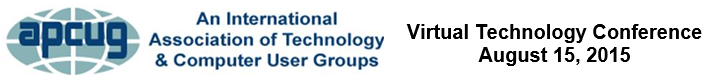 apcug
An International
Association of Technology
& Computer User Groups
Virtual Technology Conference
August 15, 2015